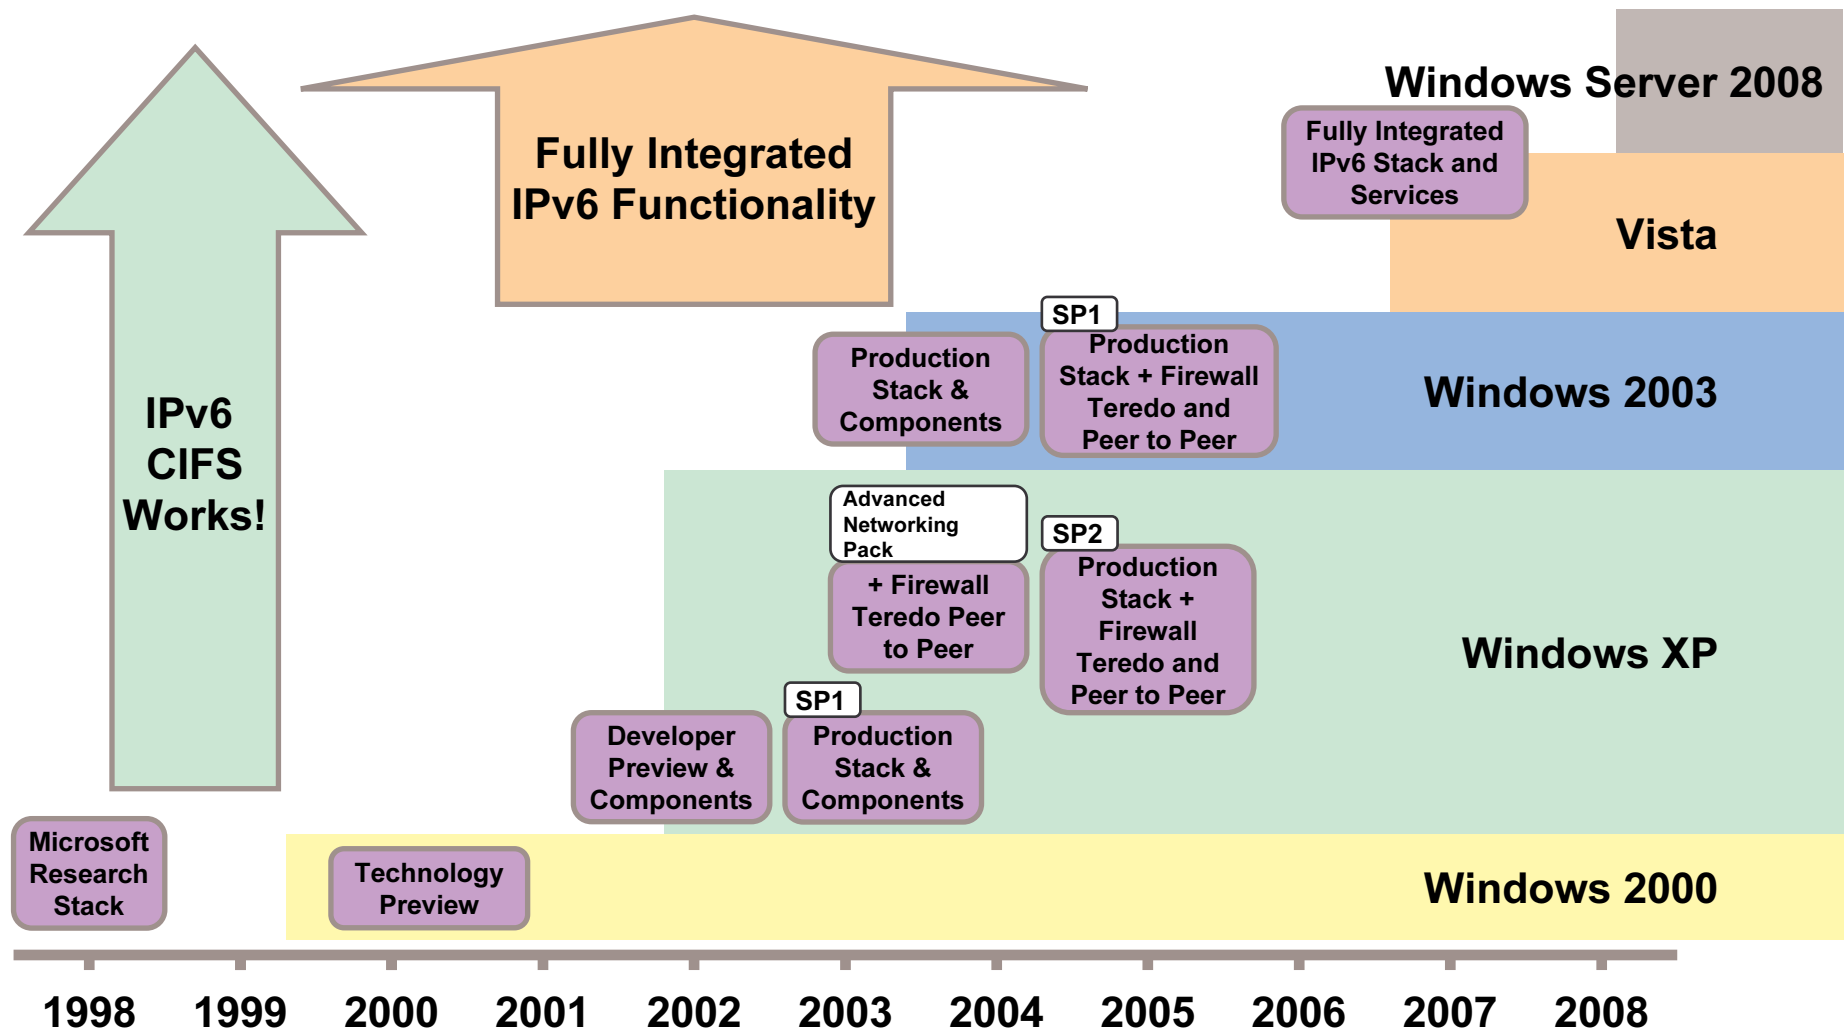 Windows Server 2008
Fully Integrated
IPv6 Stack and
Services
Fully Integrated
IPv6 Functionality
Vista
SP1
Production
Stack &
Components
Production
Stack + Firewall
Teredo and
Peer to Peer
Windows 2003
IPv6
CIFS
Works!
Advanced
Networking
Pack
+ Firewall
Teredo Peer
to Peer
SP2
Production
Stack +
Firewall
Teredo and
Peer to Peer
Windows XP
Developer
Preview &
Components
SP1
Production
Stack &
Components
Microsoft
Research
Stack
Technology
Preview
Windows 2000
1998 1999 2000 2001 2002 2003 2004 2005 2006 2007 2008